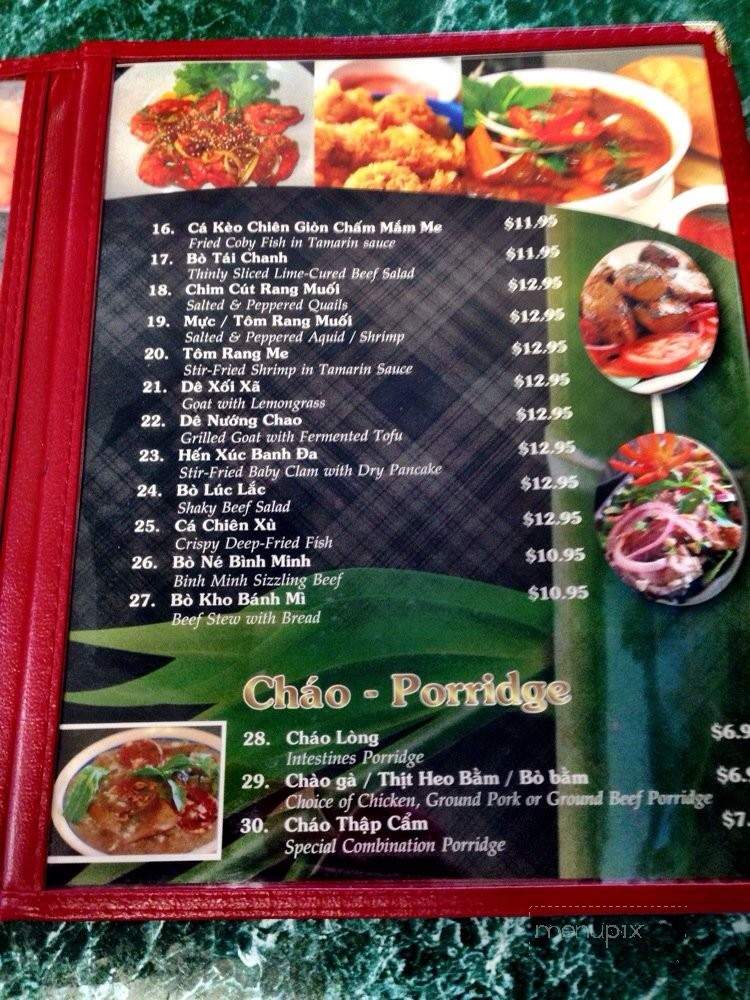 16. Cá Kèo Chiên Giòn Chấm Mắm Me $11.95
Fried Coby Fish in Tamarin sauce
17. Bò Tái Chanh $11.95
Thinly Sliced Lime-Cured Beef Salad
18. Chim Cút Rang Muối $12.95
Salted & Peppered Quails
19. Mực / Tôm Rang Muối $12.95
Salted & Peppered Aquid / Shrimp
20. Tôm Rang Me $12.95
Stir-Fried Shrimp in Tamarin Sauce
21. Dê Xối Xã $12.95
Goat with Lemongrass
22. Dê Nướng Chao $12.95
Grilled Goat with Fermented Tofu
23. Hến Xúc Banh Đa $12.95
Stir-Fried Baby Clam with Dry Pancake
24. Bò Lúc Lắc $12.95
Shaky Beef Salad
25. Cá Chiên Xù $12.95
Crispy Deep-Fried Fish
26. Bò Né Bình Minh $10.95
Binh Minh Sizzling Beef
27. Bò Kho Bánh Mì $10.95
Beef Stew with Bread
Cháo - Porridge
28. Cháo Lòng $6.9
Intestines Porridge
29. Chào gà / Thịt Heo Bằm / Bò bằm $6.9
Choice of Chicken, Ground Pork or Ground Beef Porridge
30. Cháo Thập Cẩm $7.
Special Combination Porridge
menupix